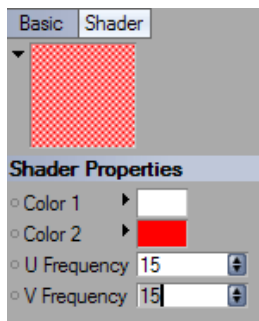 Basic Shader
Shader Properties
Color 1
Color 2
U Frequency 15
V Frequency 15